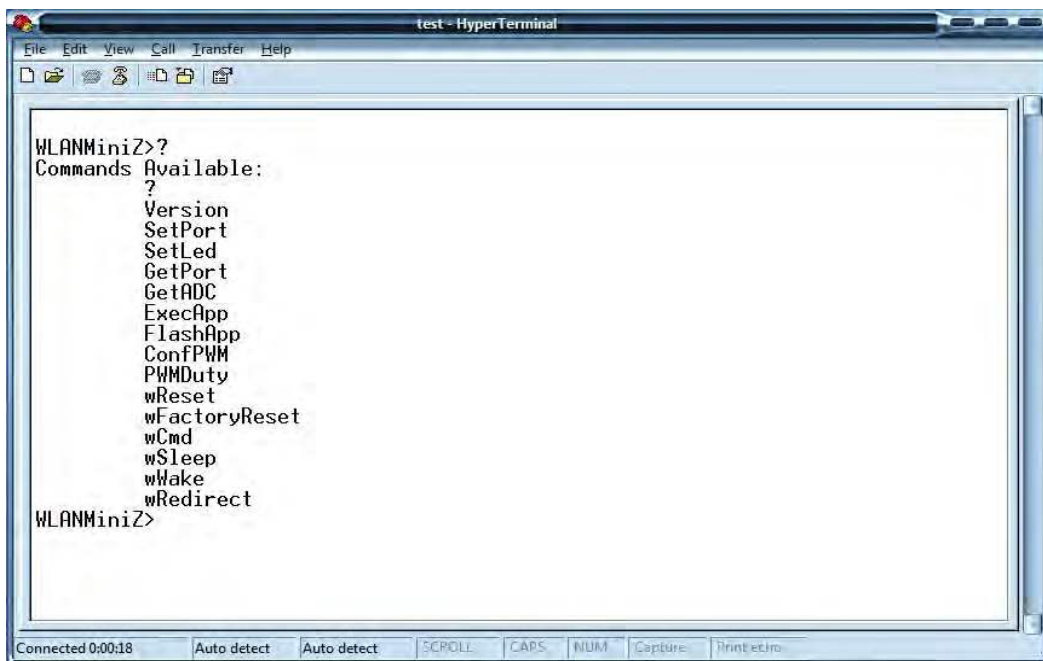 test - HyperTerminal
File Edit View Call Transfer Help
WLANMiniZ>?
Commands Available:
?
Version
SetPort
SetLed
GetPort
GetADC
ExecApp
FlashApp
ConfPWM
PWMDuty
wReset
wFactoryReset
wCmd
wSleep
wWake
wRedirect
WLANMiniZ>
Connected 0:00:18 Auto detect Auto detect SCROLL CAPS NUM Capture Print echo